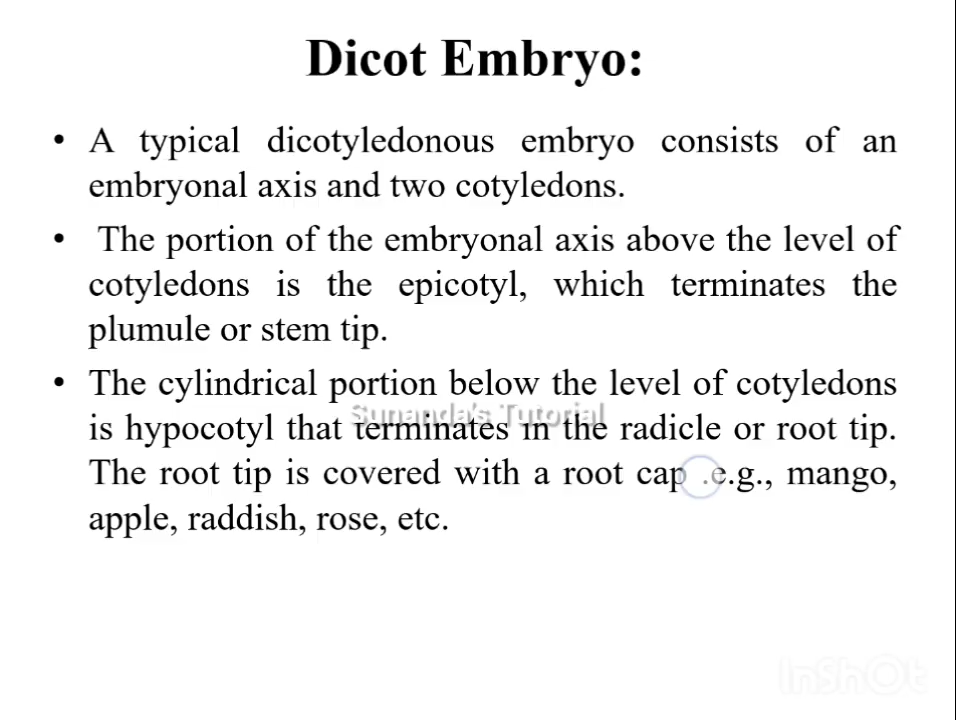 Dicot Embryo:
• A typical dicotyledonous embryo consists of an
embryonal axis and two cotyledons.
• The portion of the embryonal axis above the level of
cotyledons is the epicotyl, which terminates the
plumule or stem tip.
• The cylindrical portion below the level of cotyledons
Sunanda's Tutorial
is hypocotyl that terminates in the radicle or root tip.
The root tip is covered with a root cap .e.g., mango,
apple, raddish, rose, etc.
InShOt